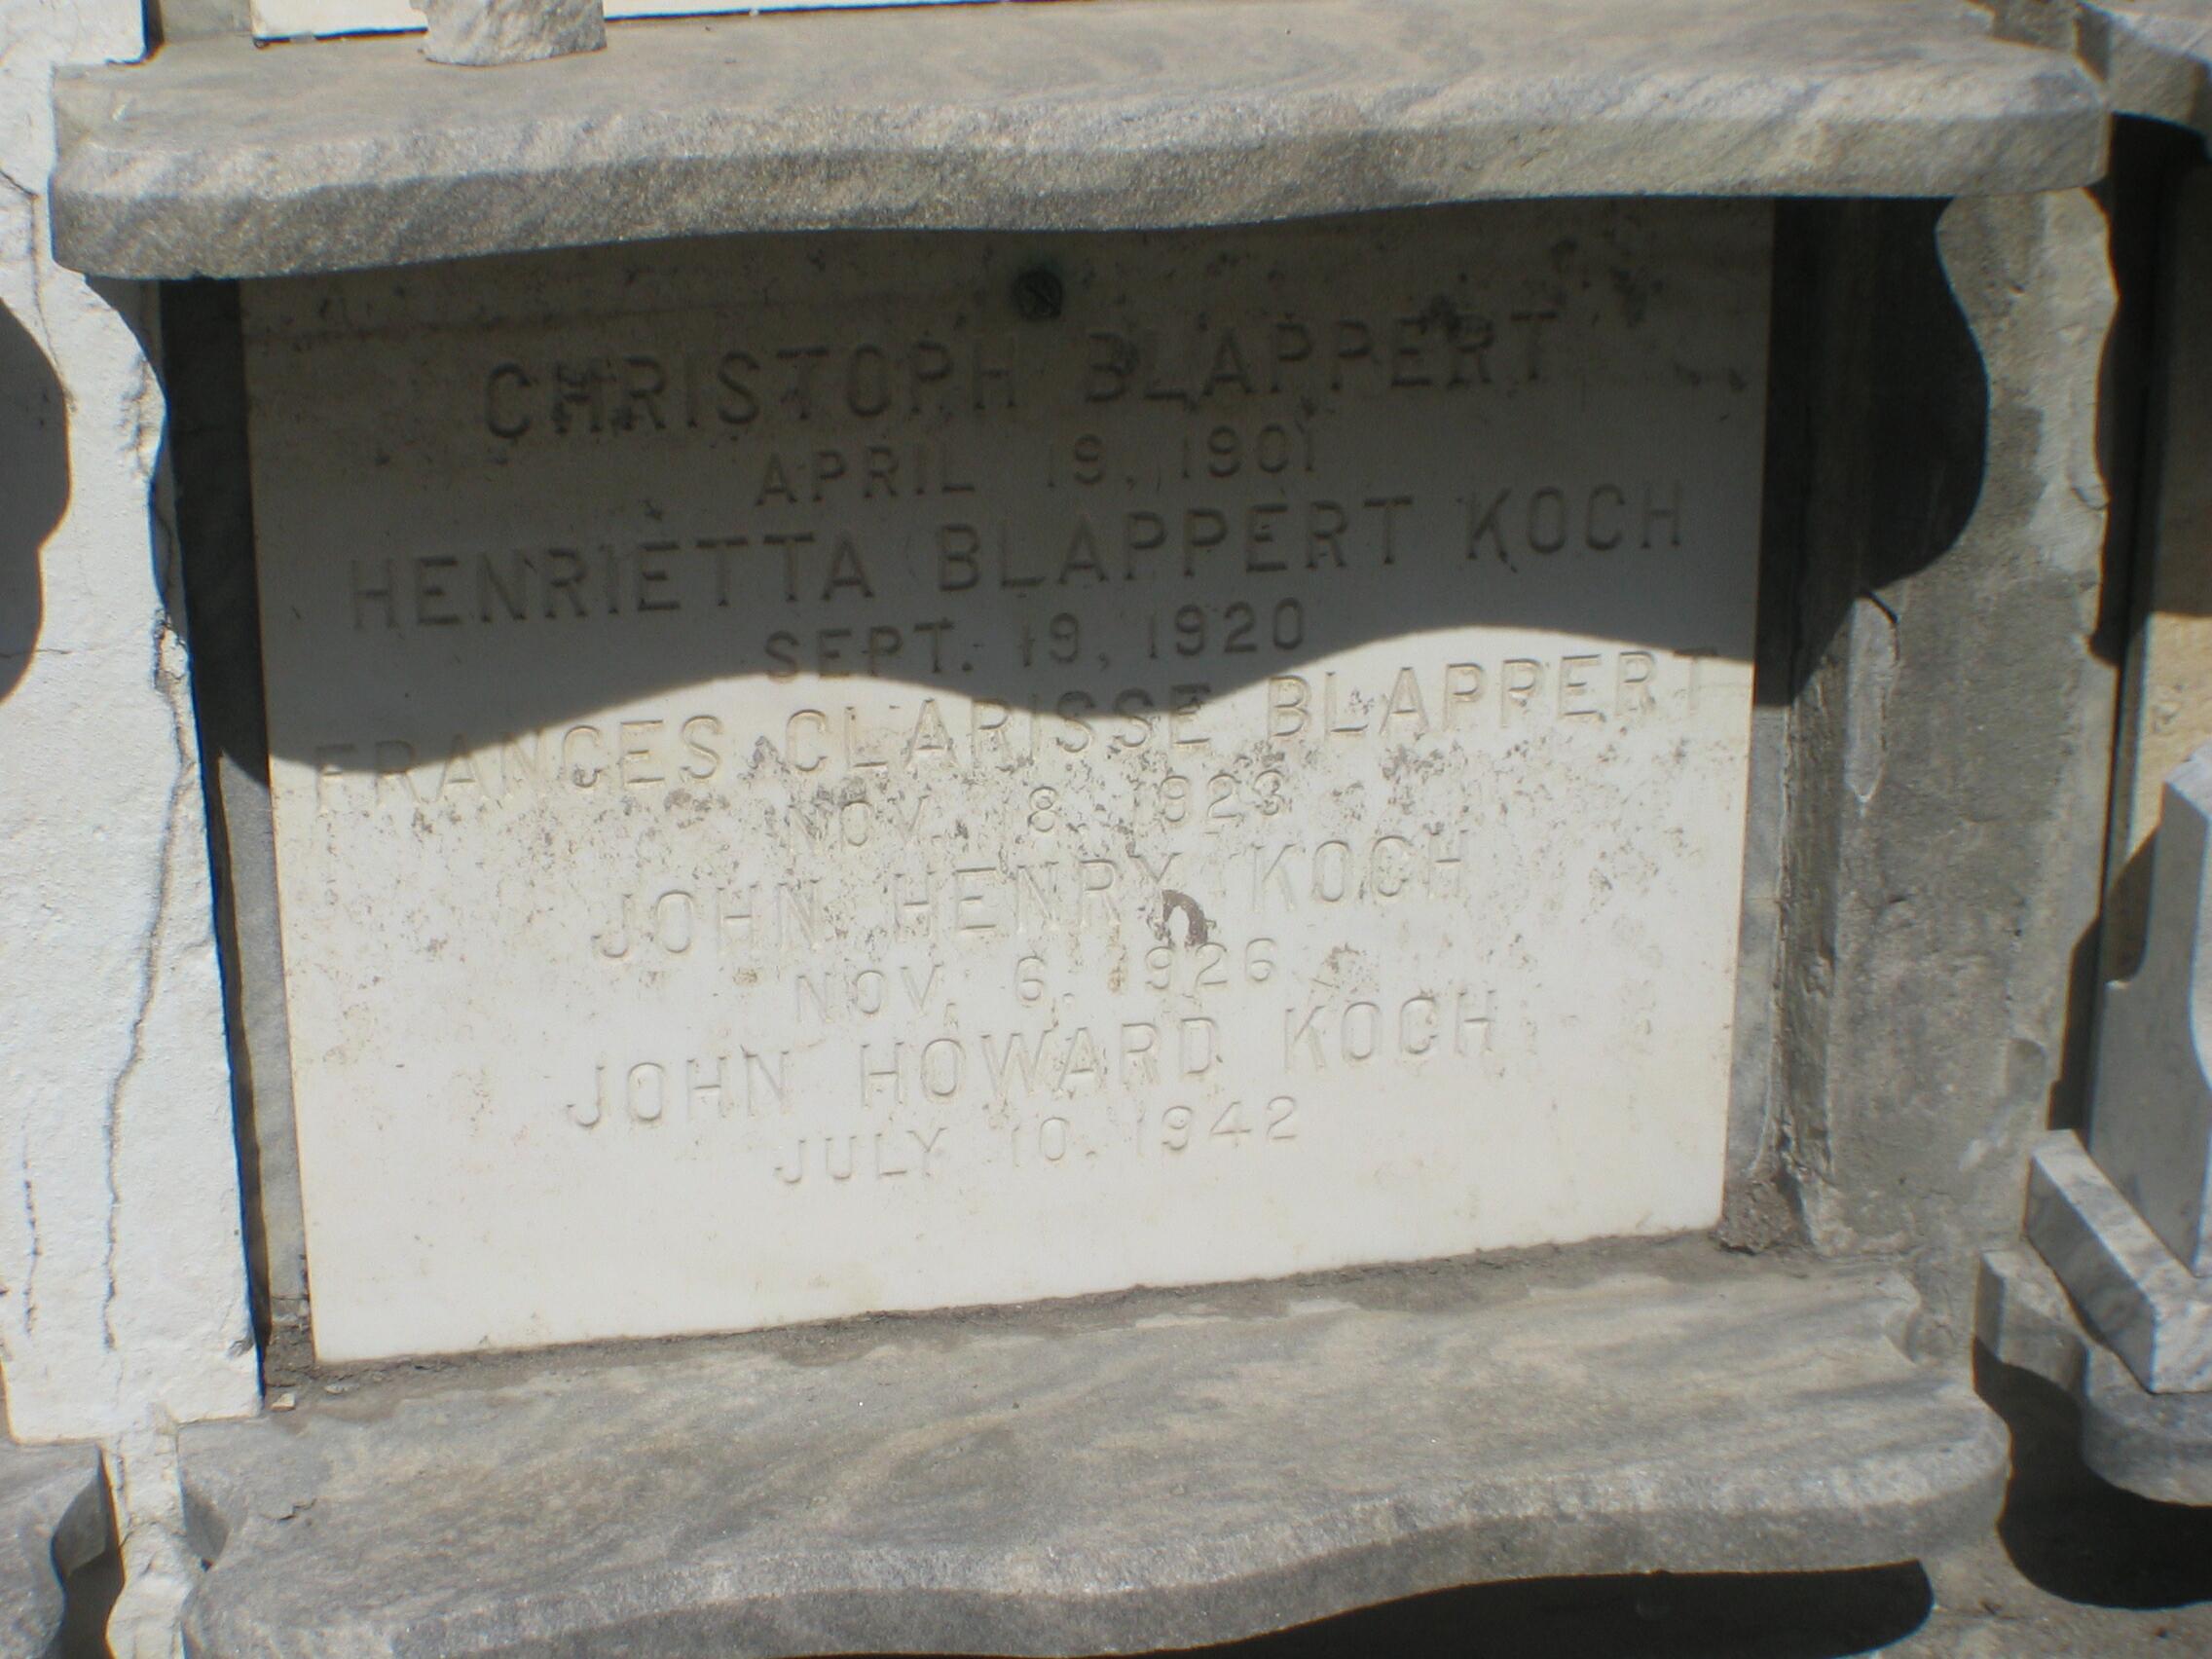 CHRISTOPH BLAPPERT
APRIL 19, 1901
HENRIETTA BLAPPERT KOCH
SEPT. 19, 1920
FRANCES CLARISSE BLAPPERT
NOV. 8, 1923
JOHN HENRY KOCH
NOV. 6, 1926
JOHN HOWARD KOCH
JULY 10, 1942